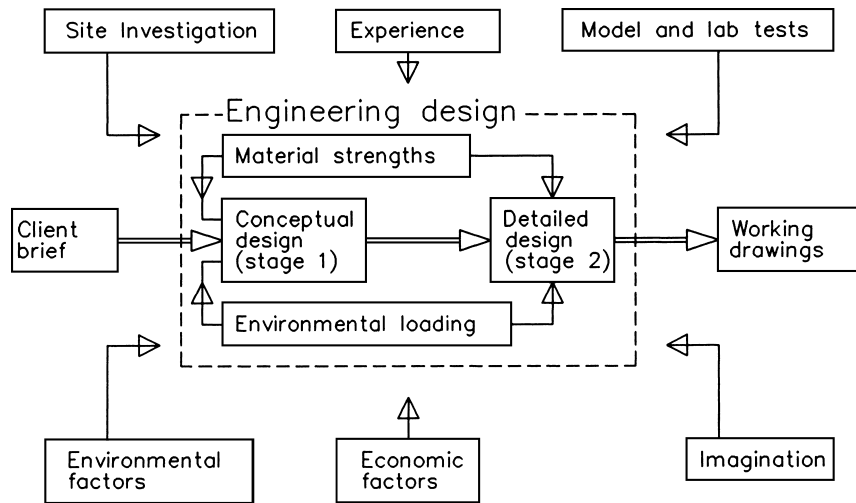 Site Investigation
Experience
Model and lab tests
Engineering design
Material strengths
Client
brief
Conceptual
design
(stage 1)
Detailed
design
(stage 2)
Working
drawings
Environmental loading
Environmental
factors
Economic
factors
Imagination